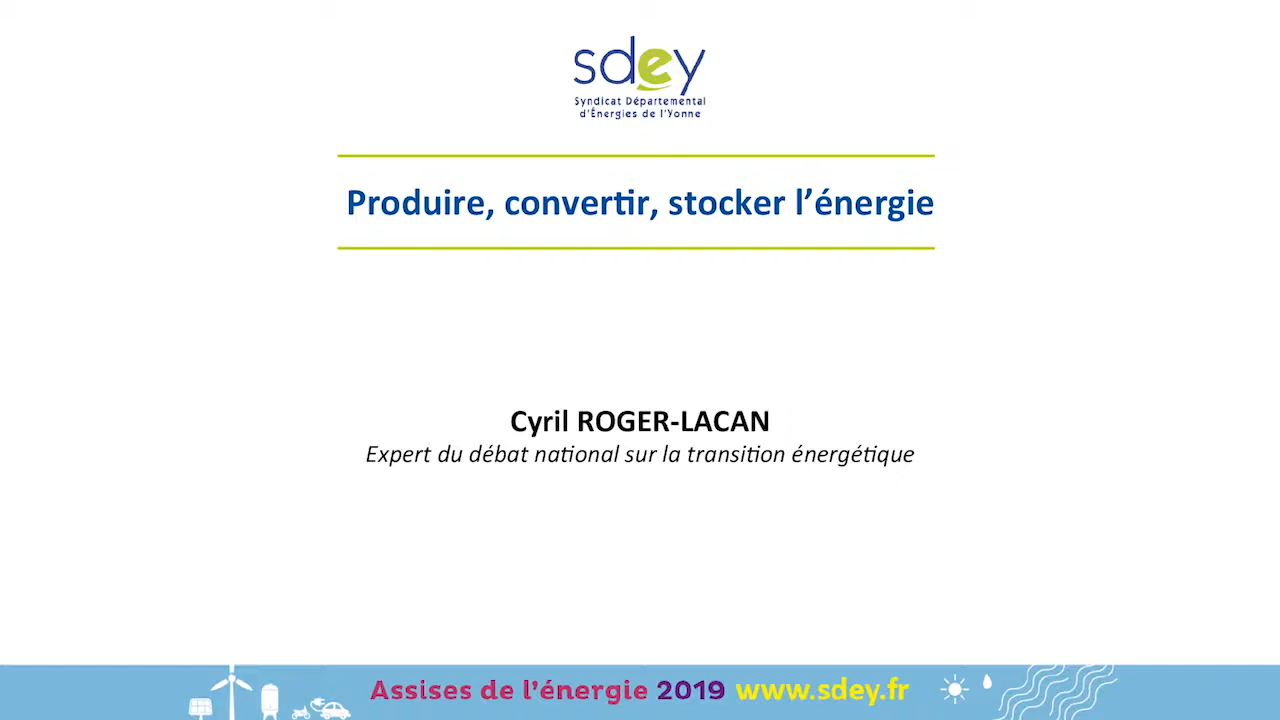 sdey
Syndicat Départemental
d'Énergies de l'Yonne
Produire, convertir, stocker l’énergie
Cyril ROGER-LACAN
Expert du débat national sur la transition énergétique
Assises de l’énergie 2019 www.sdey.fr